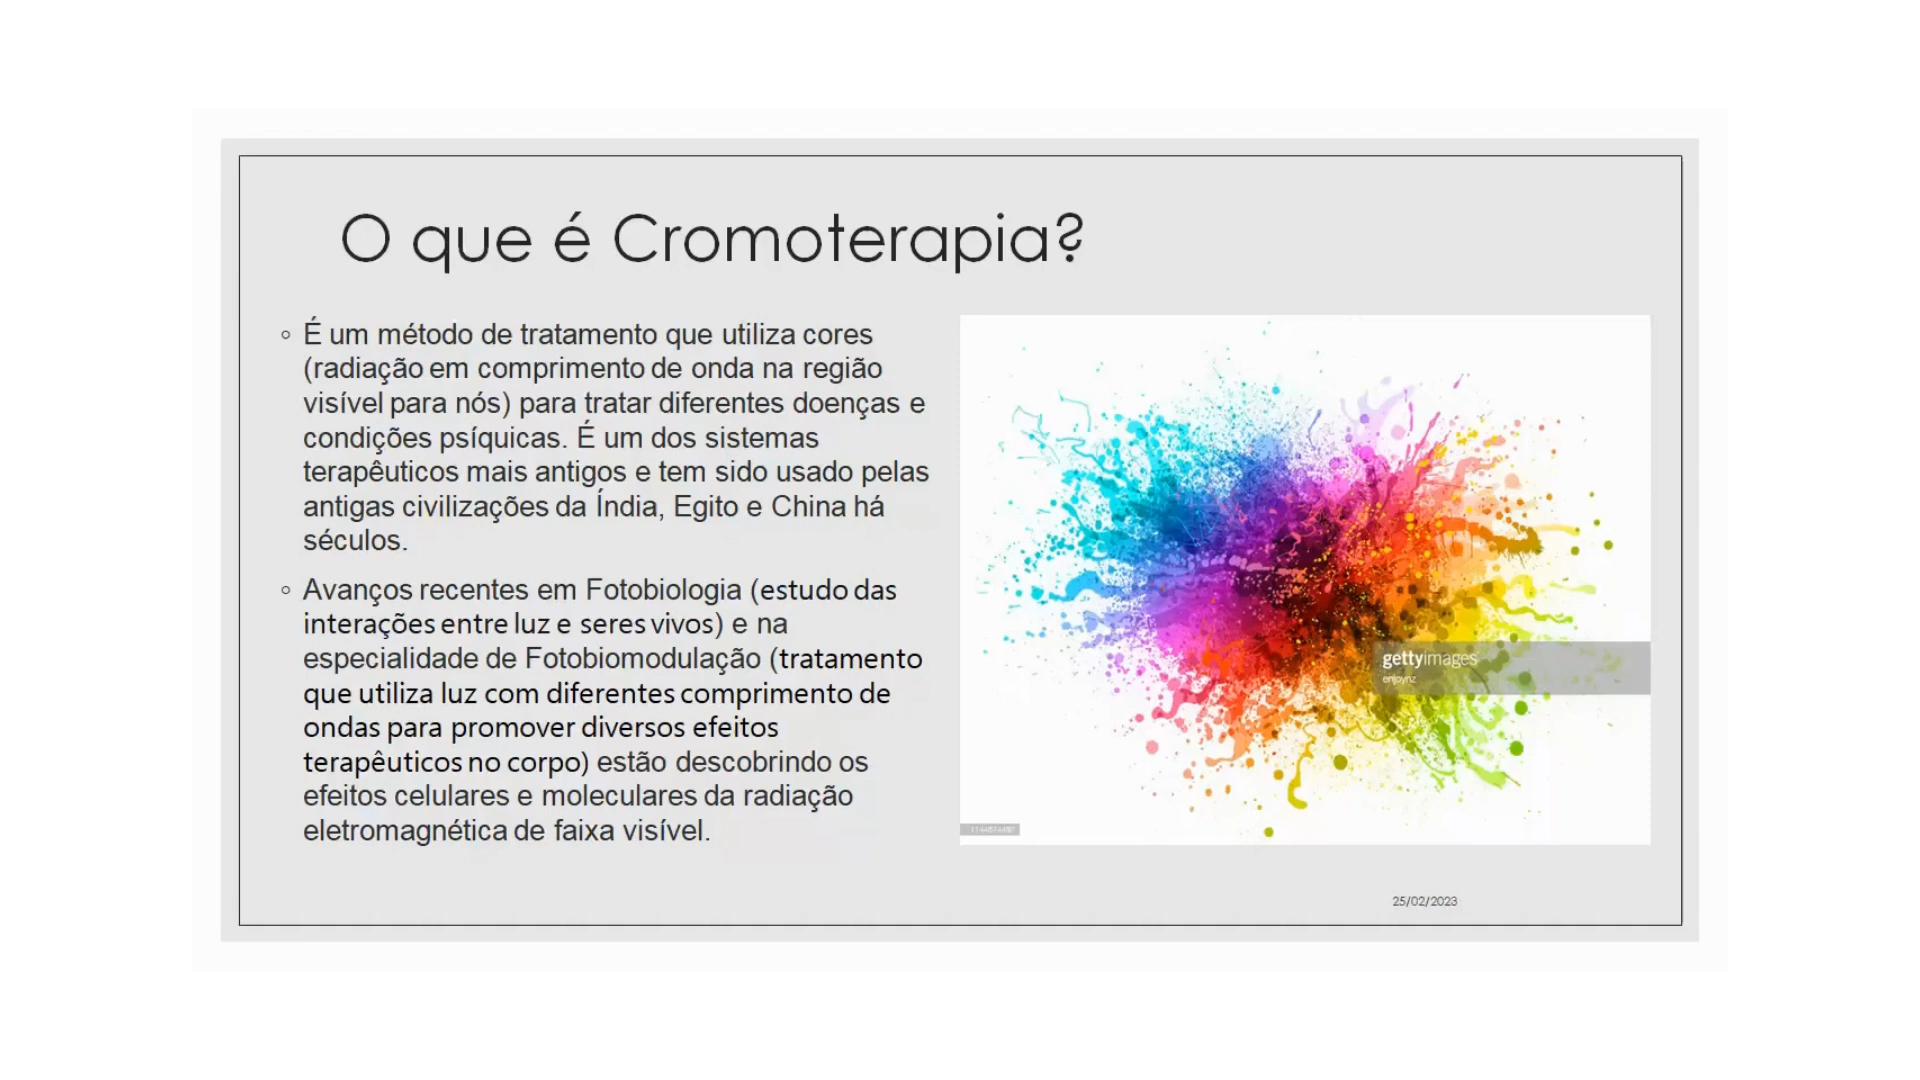 O que é Cromoterapia?
◦ É um método de tratamento que utiliza cores
(radiação em comprimento de onda na região
visível para nós) para tratar diferentes doenças e
condições psíquicas. É um dos sistemas
terapêuticos mais antigos e tem sido usado pelas
antigas civilizações da Índia, Egito e China há
séculos.
◦ Avanços recentes em Fotobiologia (estudo das
interações entre luz e seres vivos) e na
especialidade de Fotobiomodulação (tratamento
que utiliza luz com diferentes comprimento de
ondas para promover diversos efeitos
terapêuticos no corpo) estão descobrindo os
efeitos celulares e moleculares da radiação
eletromagnética de faixa visível.
gettyimages
enjoynz
25/02/2023